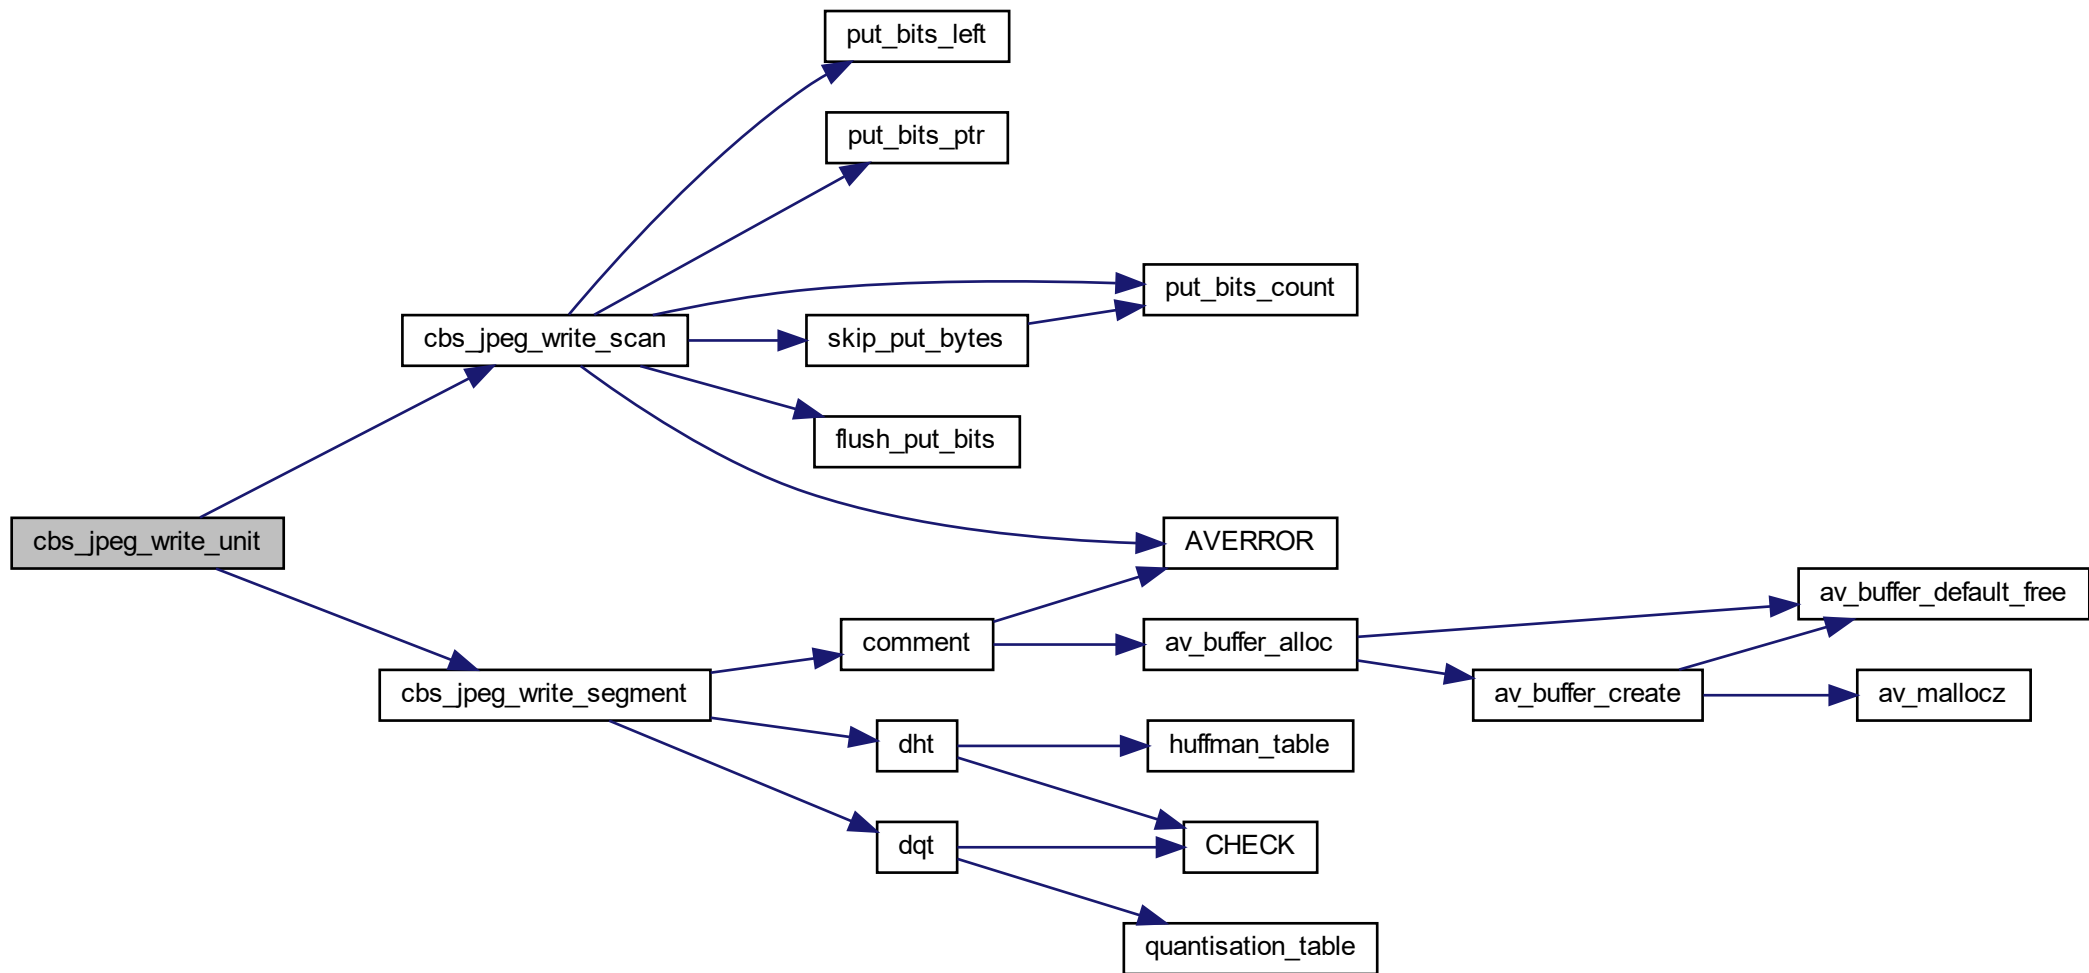 put_bits_left
put_bits_ptr
put_bits_count
cbs_jpeg_write_scan
skip_put_bytes
flush_put_bits
cbs_jpeg_write_unit
AVERROR
av_buffer_default_free
comment
av_buffer_alloc
cbs_jpeg_write_segment
av_buffer_create
av_mallocz
dht
huffman_table
dqt
CHECK
quantisation_table